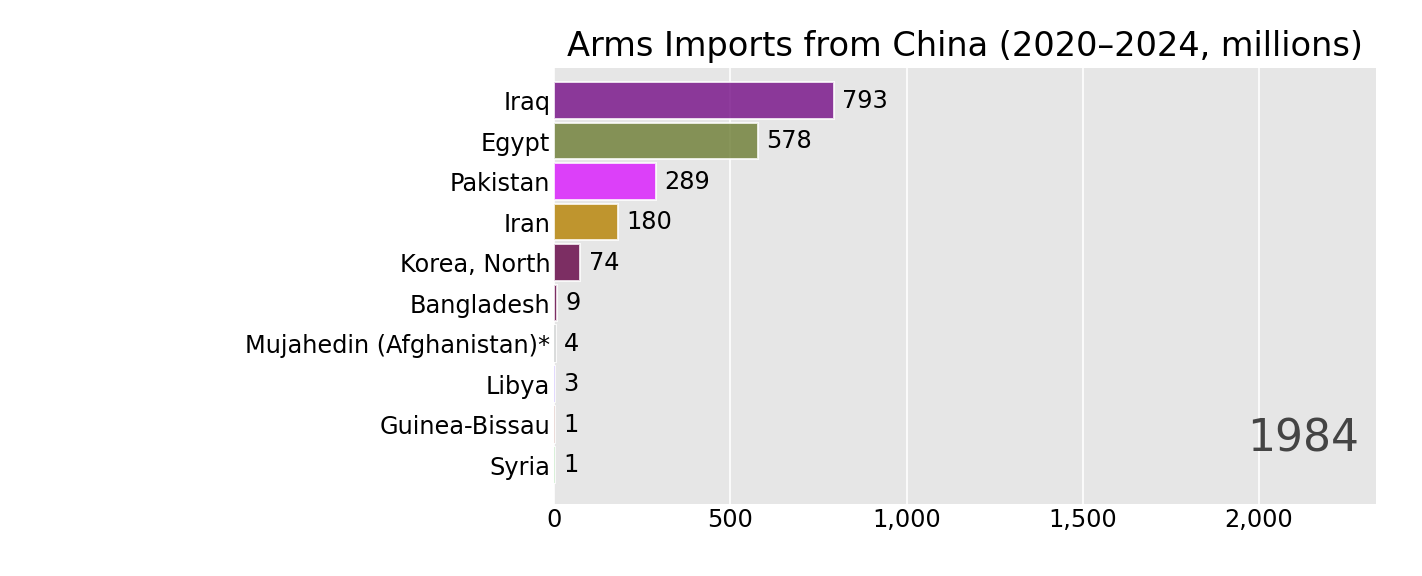 Arms Imports from China (2020–2024, millions)
Iraq 793
Egypt 578
Pakistan 289
Iran 180
Korea, North 74
Bangladesh 9
Mujahedin (Afghanistan)* 4
Libya 3
Guinea-Bissau 1
1984
Syria 1
0 500 1,000 1,500 2,000